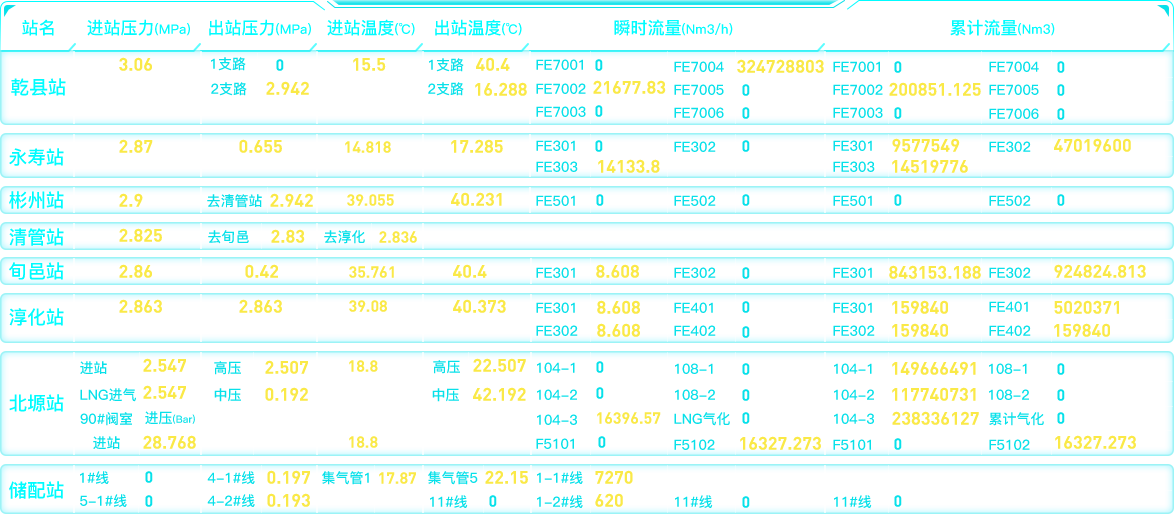 站名 进站压力(MPa) 出站压力(MPa) 进站温度(℃) 出站温度(℃) 瞬时流量(Nm3/h) 累计流量(Nm3)
乾县站 3.06 1支路 0 15.5 1支路 40.4 FE7001 0 FE7004 324728803 FE7001 0 FE7004 0
2支路 2.942 2支路 16.288 FE7002 21677.83 FE7005 0 FE7002 200851.125 FE7005 0
FE7003 0 FE7006 0 FE7003 0 FE7006 0
永寿站 2.87 0.655 14.818 17.285 FE301 0 FE302 0 FE301 9577549 FE302 47019600
FE303 14133.8 FE303 14519776
彬州站 2.9 去清管站 2.942 39.055 40.231 FE501 0 FE502 0 FE501 0 FE502 0
清管站 2.825 去旬邑 2.83 去淳化 2.836
旬邑站 2.86 0.42 35.761 40.4 FE301 8.608 FE302 0 FE301 843153.188 FE302 924824.813
淳化站 2.863 2.863 39.08 40.373 FE301 8.608 FE401 0 FE301 159840 FE401 5020371
FE302 8.608 FE402 0 FE302 159840 FE402 159840
北塬站 进站 2.547 高压 2.507 18.8 高压 22.507 104-1 0 108-1 0 104-1 149666491 108-1 0
LNG进气 2.547 中压 0.192 中压 42.192 104-2 0 108-2 0 104-2 117740731 108-2 0
90#阀室 进压(Bar) 104-3 16396.57 LNG气化 0 104-3 238336127 累计气化 0
进站 28.768 18.8 F5101 0 F5102 16327.273 F5101 0 F5102 16327.273
储配站 1#线 0 4-1#线 0.197 集气管1 17.87 集气管5 22.15 1-1#线 7270
5-1#线 0 4-2#线 0.193 11#线 0 1-2#线 620 11#线 0 11#线 0